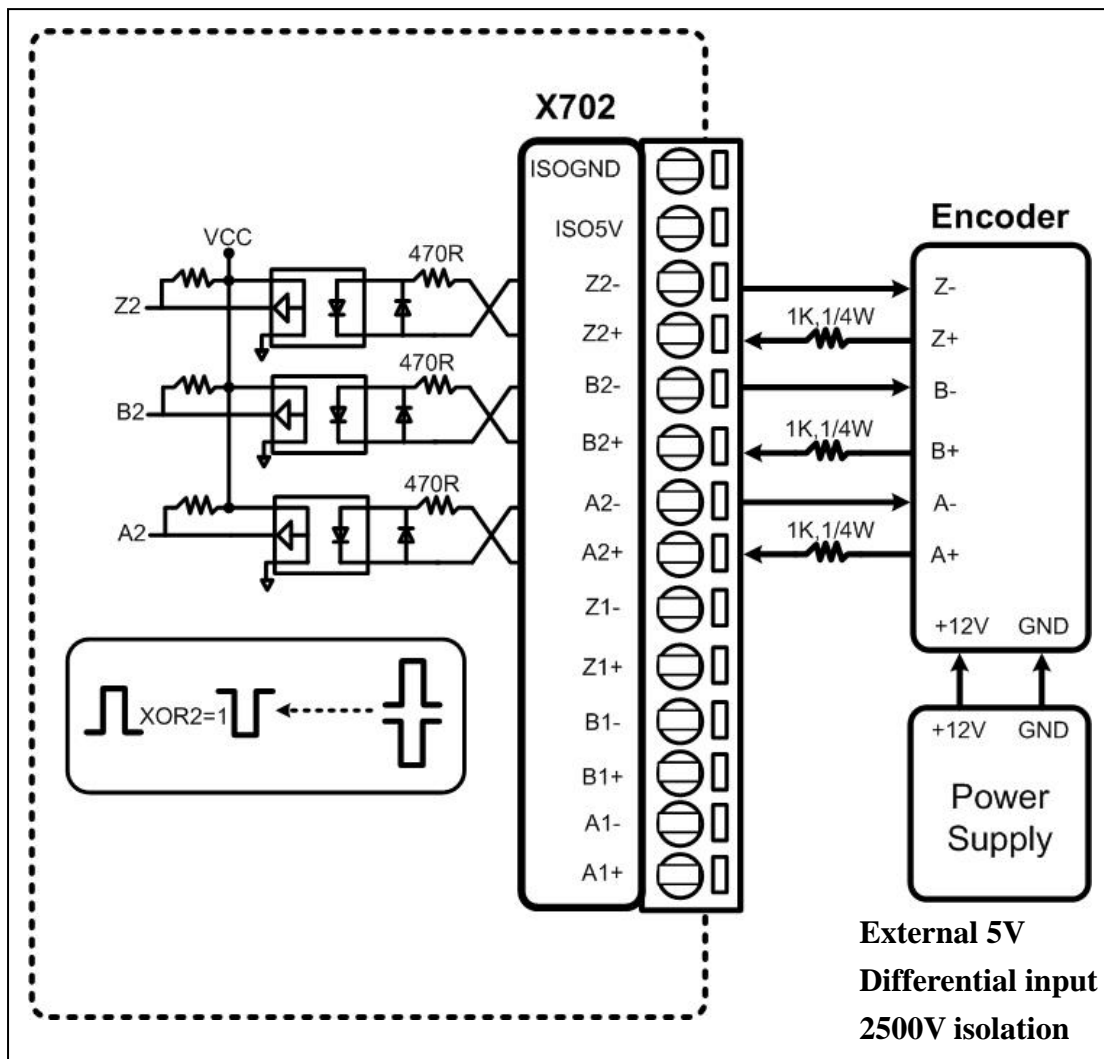 X702
ISOGND
ISO5V
Z2-
Z2+
B2-
B2+
A2-
A2+
Z1-
Z1+
B1-
B1+
A1-
A1+
VCC
470R
Z2
470R
B2
470R
A2
XOR2=1
Encoder
Z-
1K,1/4W
Z+
B-
1K,1/4W
B+
A-
1K,1/4W
A+
+12V GND
+12V GND
Power
Supply
External 5V
Differential input
2500V isolation